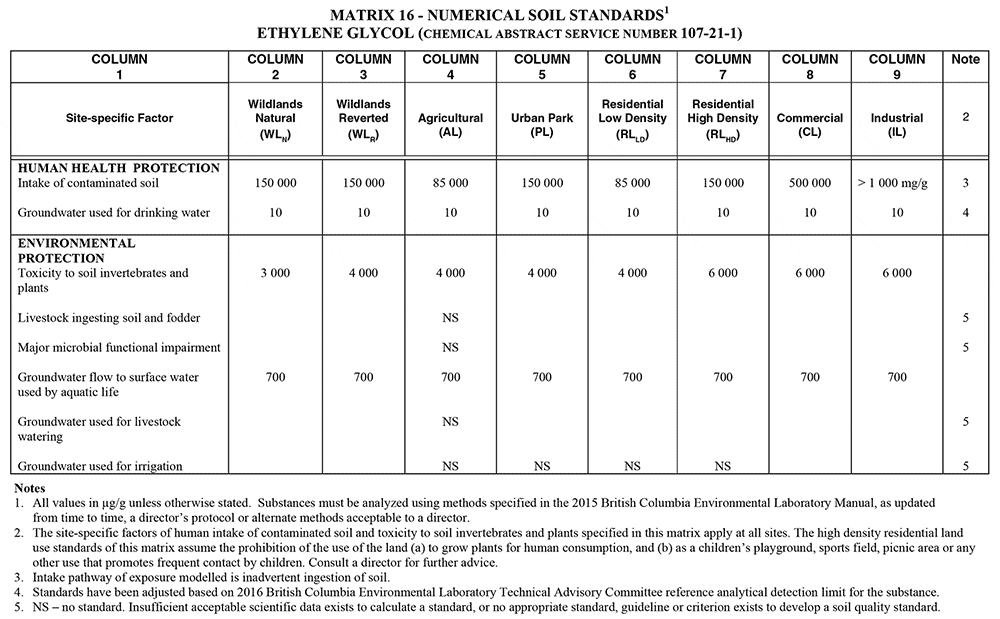 MATRIX 16 - NUMERICAL SOIL STANDARDS1
ETHYLENE GLYCOL (CHEMICAL ABSTRACT SERVICE NUMBER 107-21-1)
COLUMN 1 COLUMN 2 COLUMN 3 COLUMN 4 COLUMN 5 COLUMN 6 COLUMN 7 COLUMN 8 COLUMN 9 Note
Site-specific Factor Wildlands Natural (WLN) Wildlands Reverted (WLR) Agricultural (AL) Urban Park (PL) Residential Low Density (RLLD) Residential High Density (RLHD) Commercial (CL) Industrial (IL) 2
HUMAN HEALTH PROTECTION
Intake of contaminated soil 150 000 150 000 85 000 150 000 85 000 150 000 500 000 > 1 000 mg/g 3
Groundwater used for drinking water 10 10 10 10 10 10 10 10 4
ENVIRONMENTAL
PROTECTION
Toxicity to soil invertebrates and 3 000 4 000 4 000 4 000 4 000 6 000 6 000 6 000
plants
Livestock ingesting soil and fodder NS 5
Major microbial functional impairment NS 5
Groundwater flow to surface water 700 700 700 700 700 700 700 700
used by aquatic life
Groundwater used for livestock NS 5
watering
Groundwater used for irrigation NS NS NS NS 5
Notes
1. All values in µg/g unless otherwise stated. Substances must be analyzed using methods specified in the 2015 British Columbia Environmental Laboratory Manual, as updated
from time to time, a director's protocol or alternate methods acceptable to a director.
2. The site-specific factors of human intake of contaminated soil and toxicity to soil invertebrates and plants specified in this matrix apply at all sites. The high density residential land
use standards of this matrix assume the prohibition of the use of the land (a) to grow plants for human consumption, and (b) as a children's playground, sports field, picnic area or any
other use that promotes frequent contact by children. Consult a director for further advice.
3. Intake pathway of exposure modelled is inadvertent ingestion of soil.
4. Standards have been adjusted based on 2016 British Columbia Environmental Laboratory Technical Advisory Committee reference analytical detection limit for the substance.
5. NS – no standard. Insufficient acceptable scientific data exists to calculate a standard, or no appropriate standard, guideline or criterion exists to develop a soil quality standard.